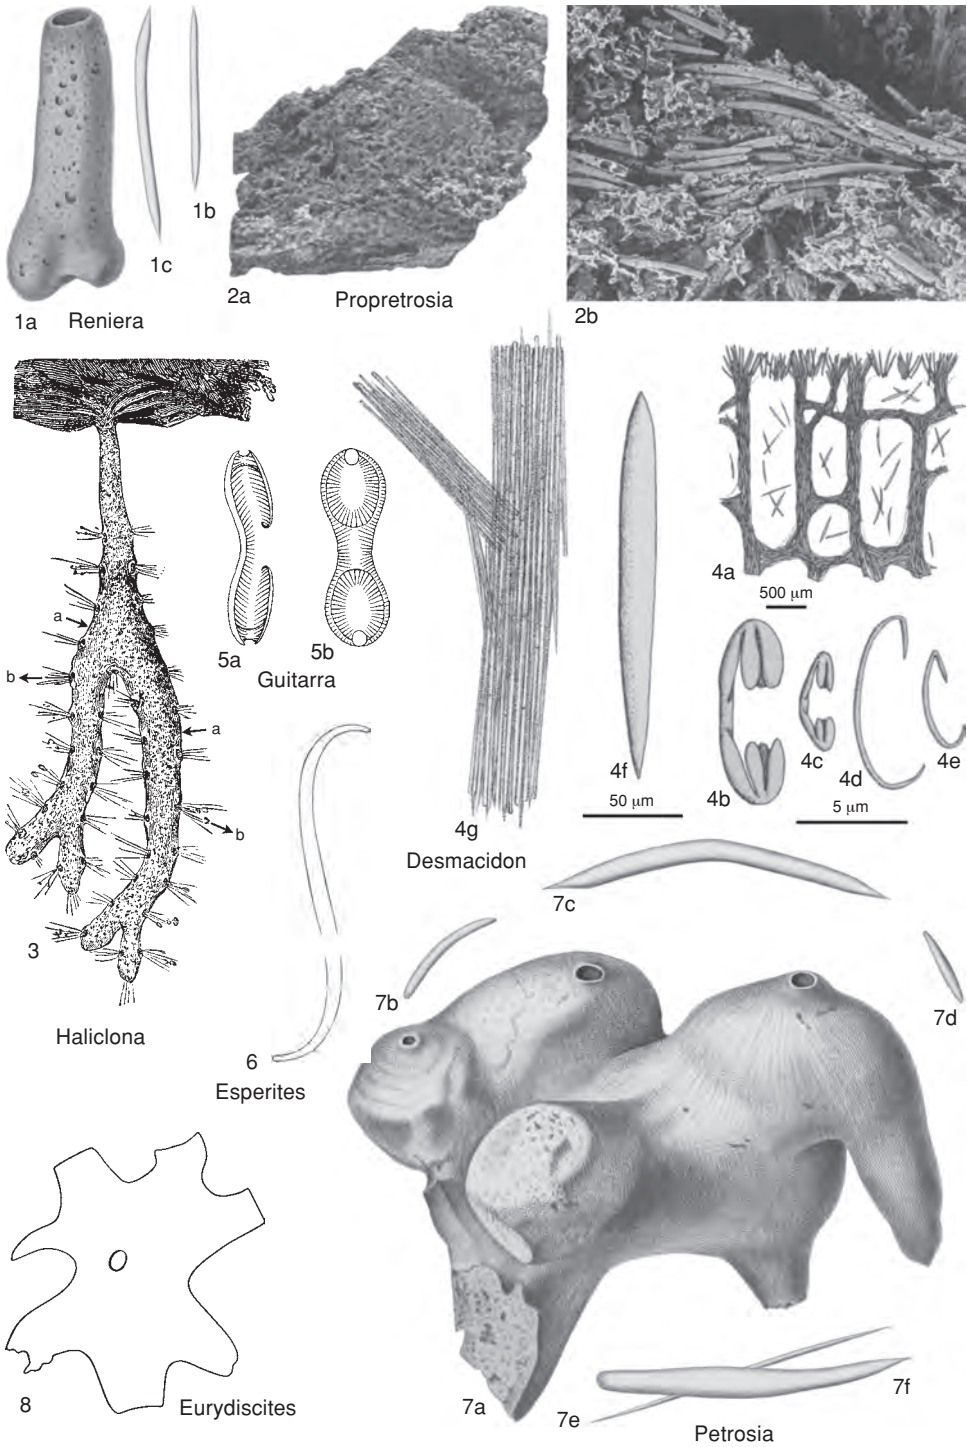 1b
1c
1a
Reniera
2a
Propretrosia
2b
a
b
a
b
3
Haliclona
5a
5b
Guitarra
4g
Desmacidon
4f
50 μm
4a
500 μm
4b
4c
4d
4e
5 μm
6
Esperites
7c
7b
7d
7a
7e
7f
Petrosia
8
Eurydiscites